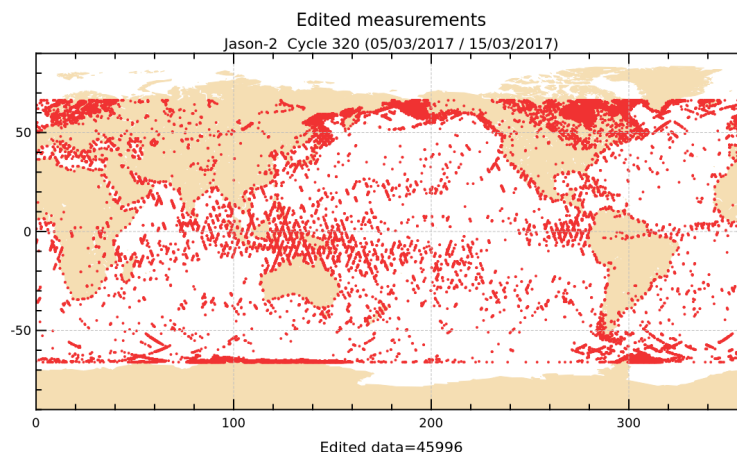 Edited measurements
Jason-2 Cycle 320 (05/03/2017 / 15/03/2017)
50
0
-50
0 100 200 300
Edited data=45996